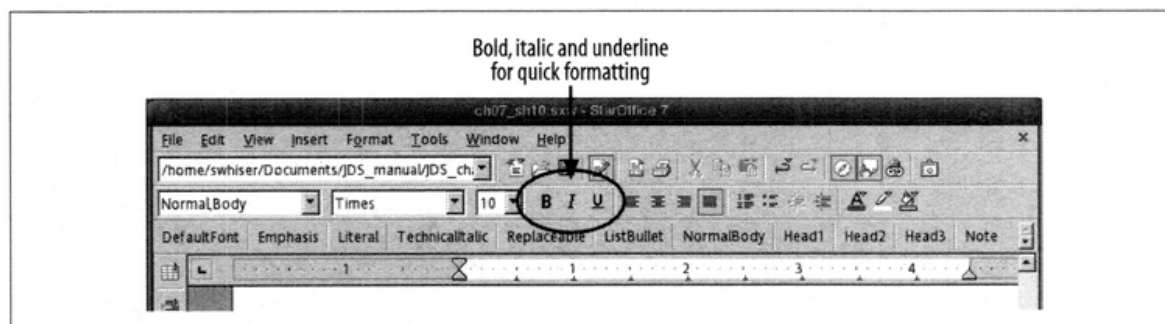 Bold, italic and underline
for quick formatting
ch07_sh10.sxw - StarOffice 7
File Edit View Insert Format Tools Window Help
/home/swhiser/Documents/JDS_manual/JDS_ch
Normal,Body Times 10 B I U
DefaultFont Emphasis Literal TechnicalItalic Replaceable ListBullet NormalBody Head1 Head2 Head3 Note
1 1 2 3 4